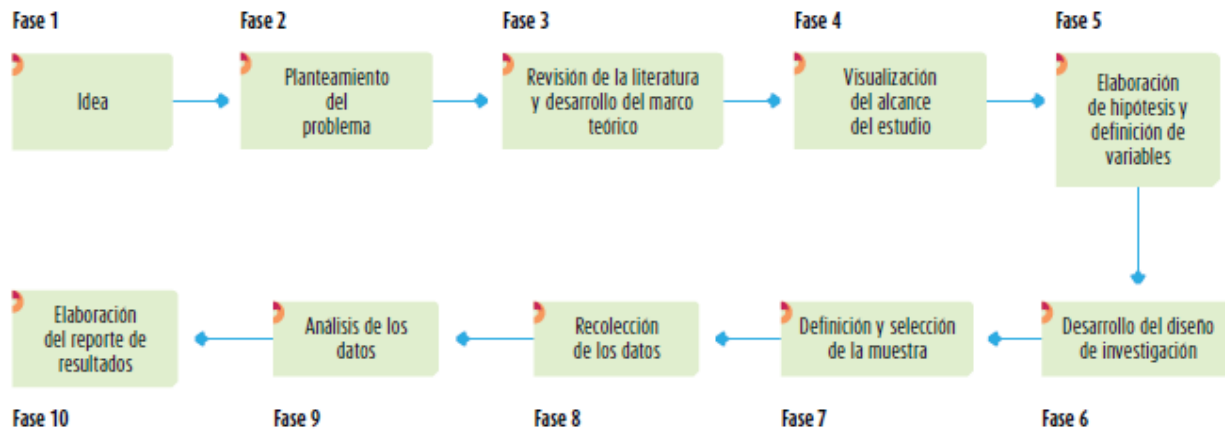 Fase 1
Fase 2
Fase 3
Fase 4
Fase 5
Idea
Planteamiento
del
problema
Revisión de la literatura
y desarrollo del marco
teórico
Visualización
del alcance
del estudio
Elaboración
de hipótesis y
definición de
variables
Elaboración
del reporte de
resultados
Análisis de los
datos
Recolección
de los datos
Definición y selección
de la muestra
Desarrollo del diseño
de investigación
Fase 10
Fase 9
Fase 8
Fase 7
Fase 6